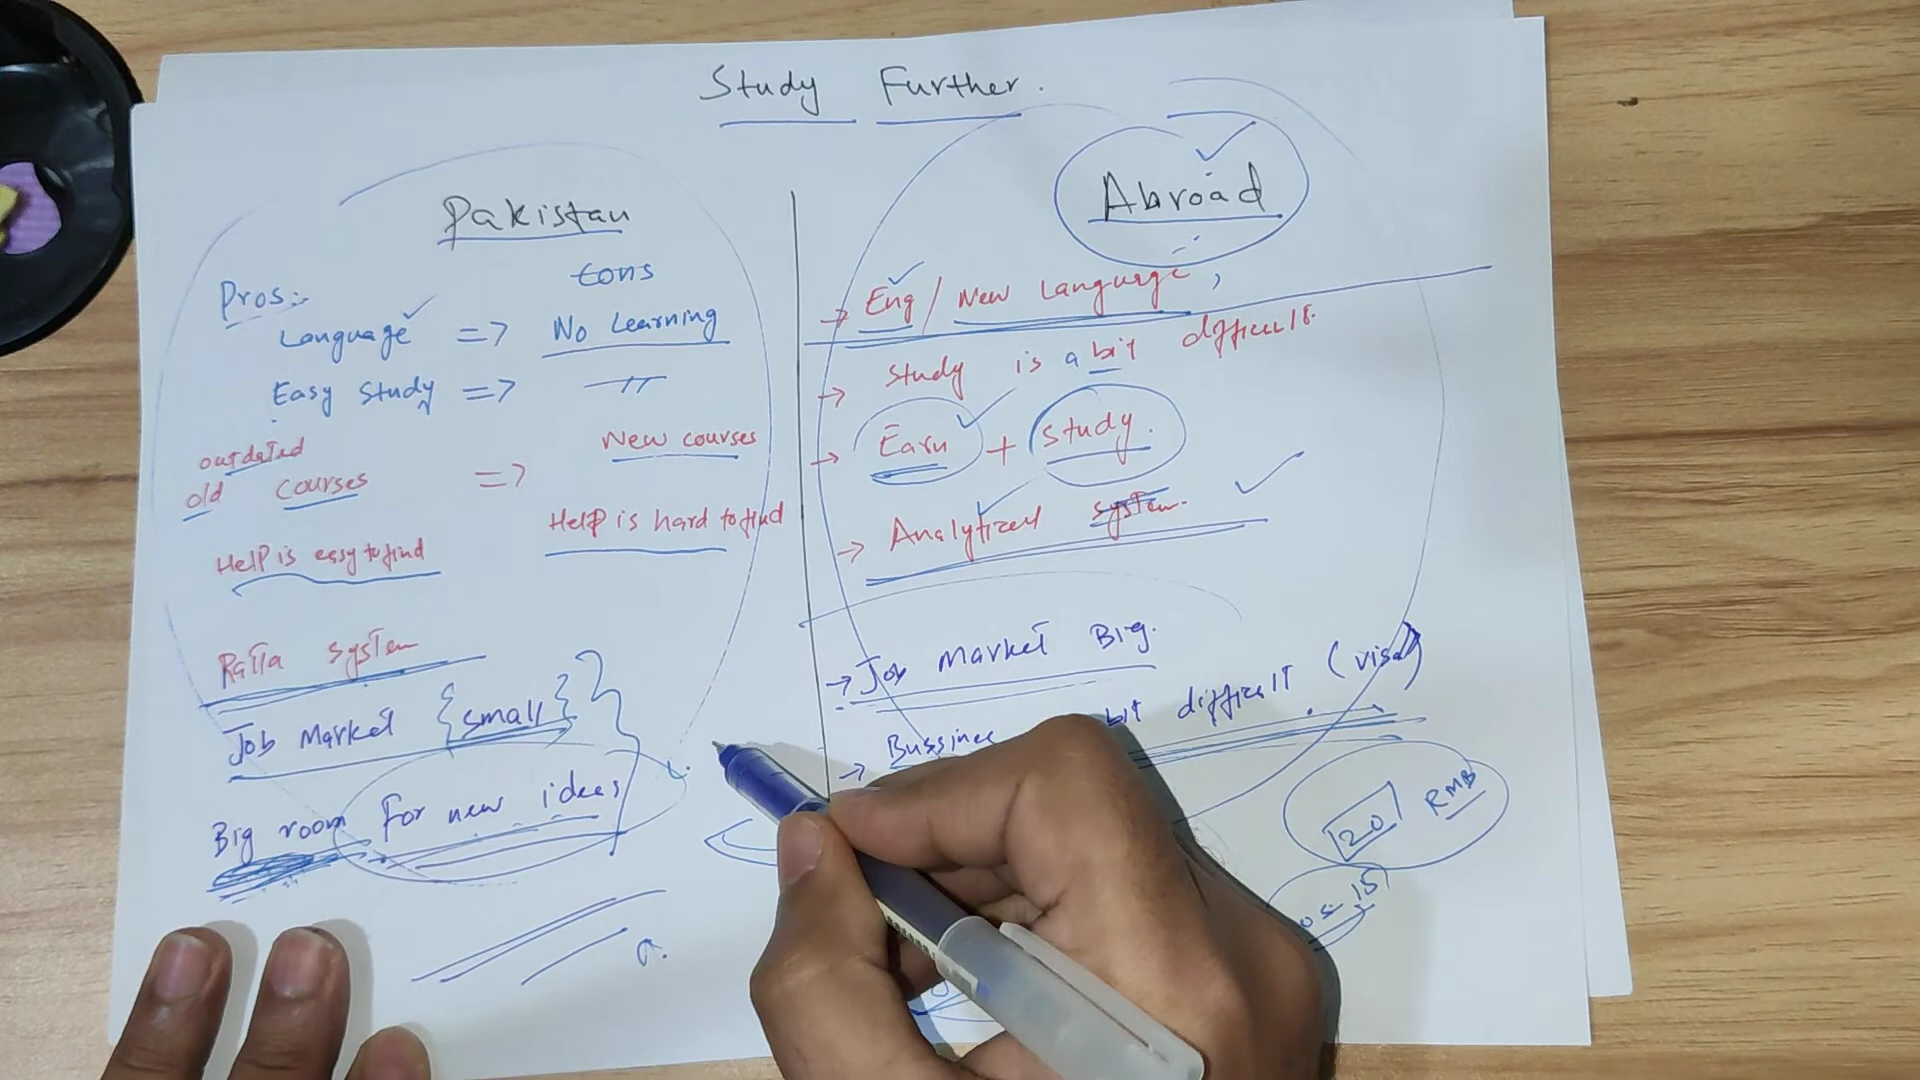 Study Further.
Pakistan
Pros:-
Cons
Language => No Learning
Easy Study => "
outdated
old courses => New courses
Help is easy to find
Help is hard to find
Ratta system
Job Market {small}
Big room For new ideas
Abroad
→ Eng / New Language,
→ Study is a bit difficult.
→ Earn + Study.
→ Analytical system.
→ Job Market Big.
→ Bussines bit difficult (visa)
20 RMB
15